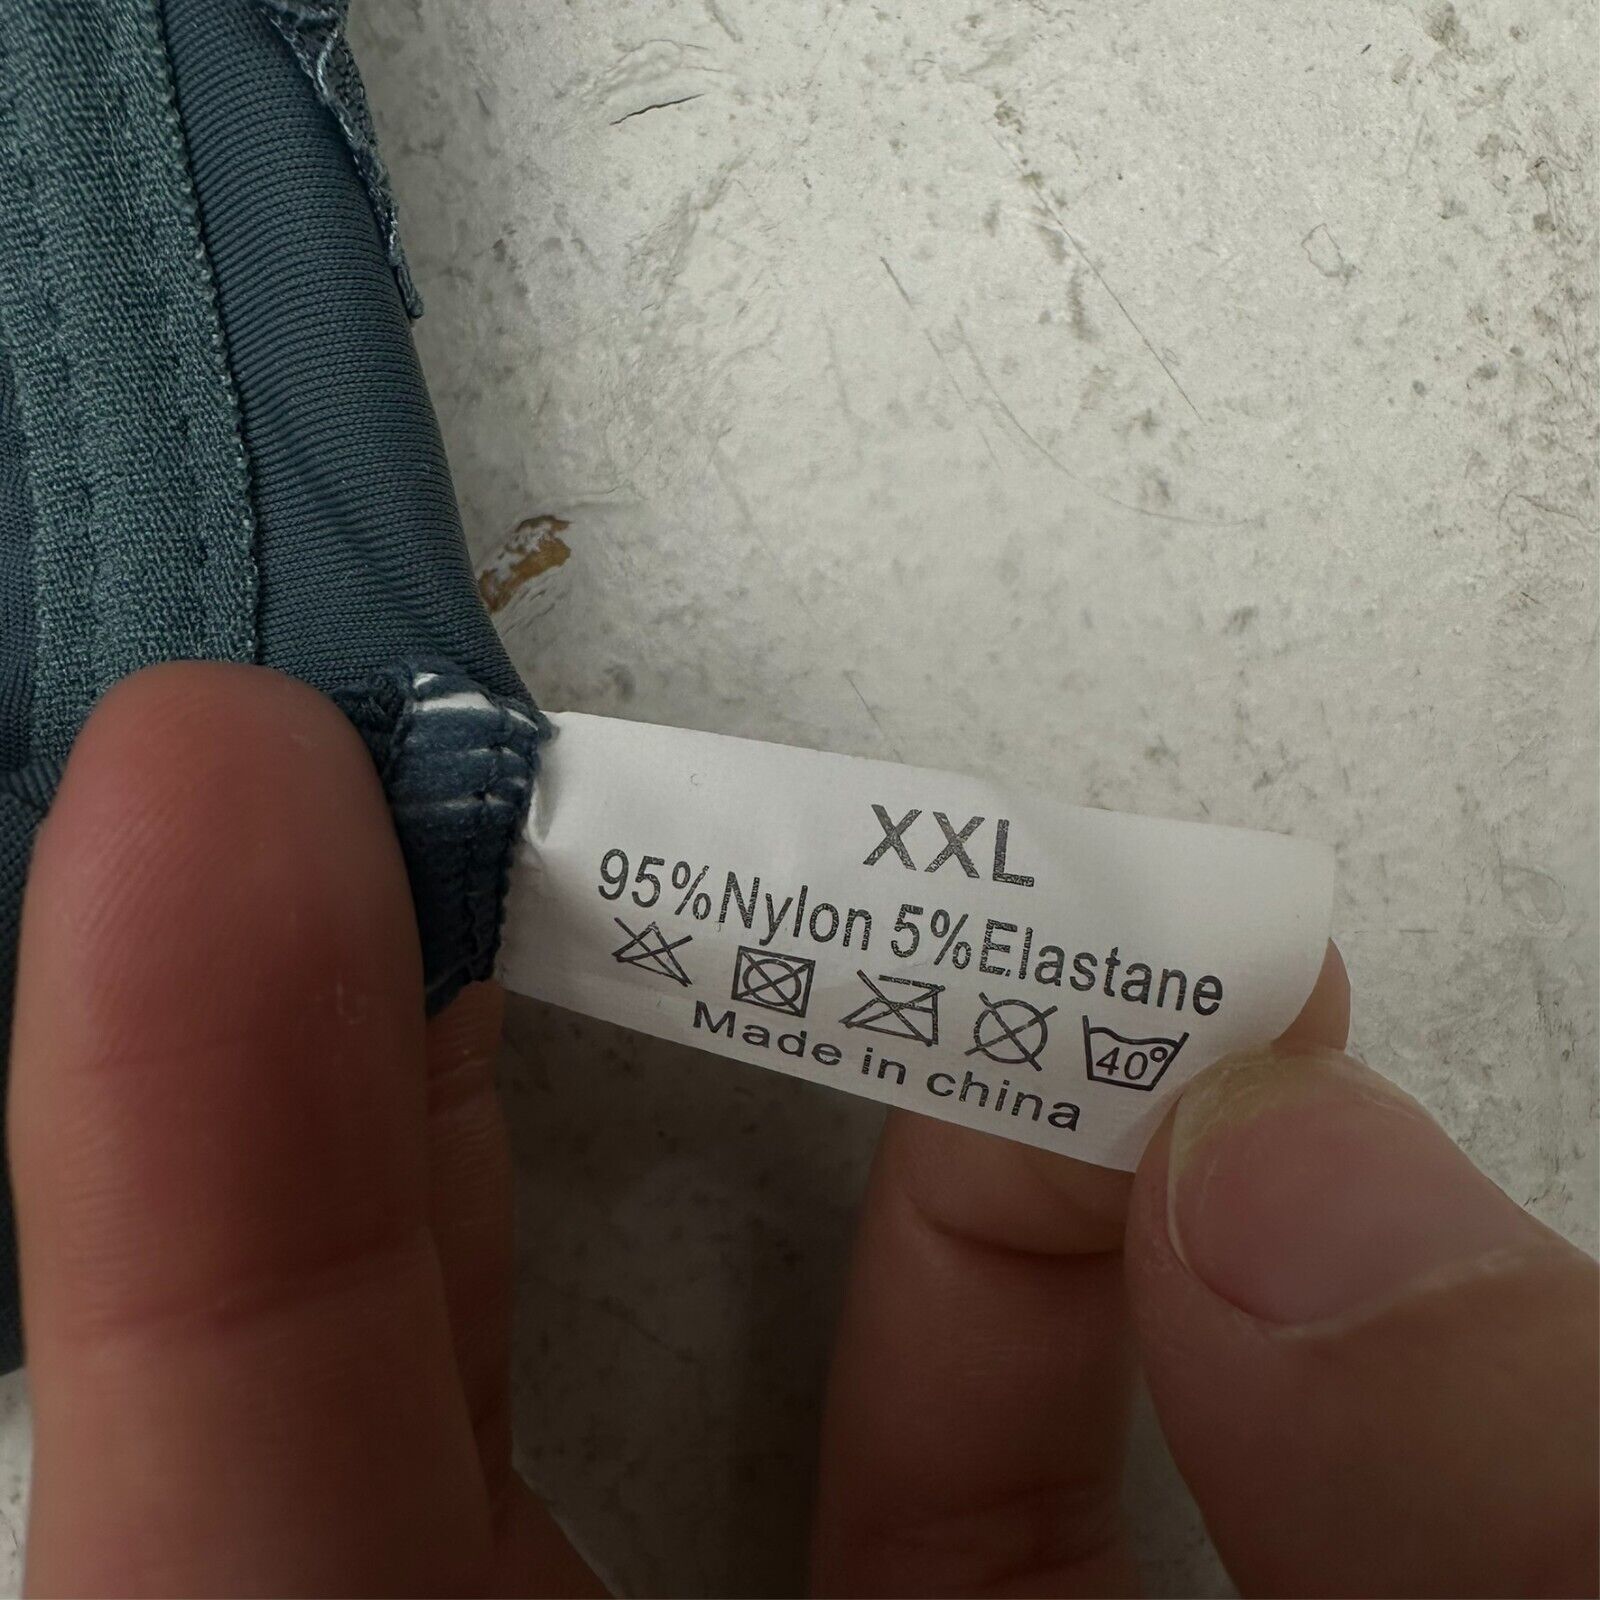 XXL
95%Nylon 5%Elastane
40°
Made in china